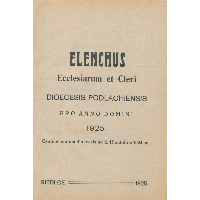 ELENCHUS
Ecclesiarum et Cleri
DIOECESIS PODLACHIENSIS
PRO ANNO DOMINI
1925.
SIEDLCE
1925.